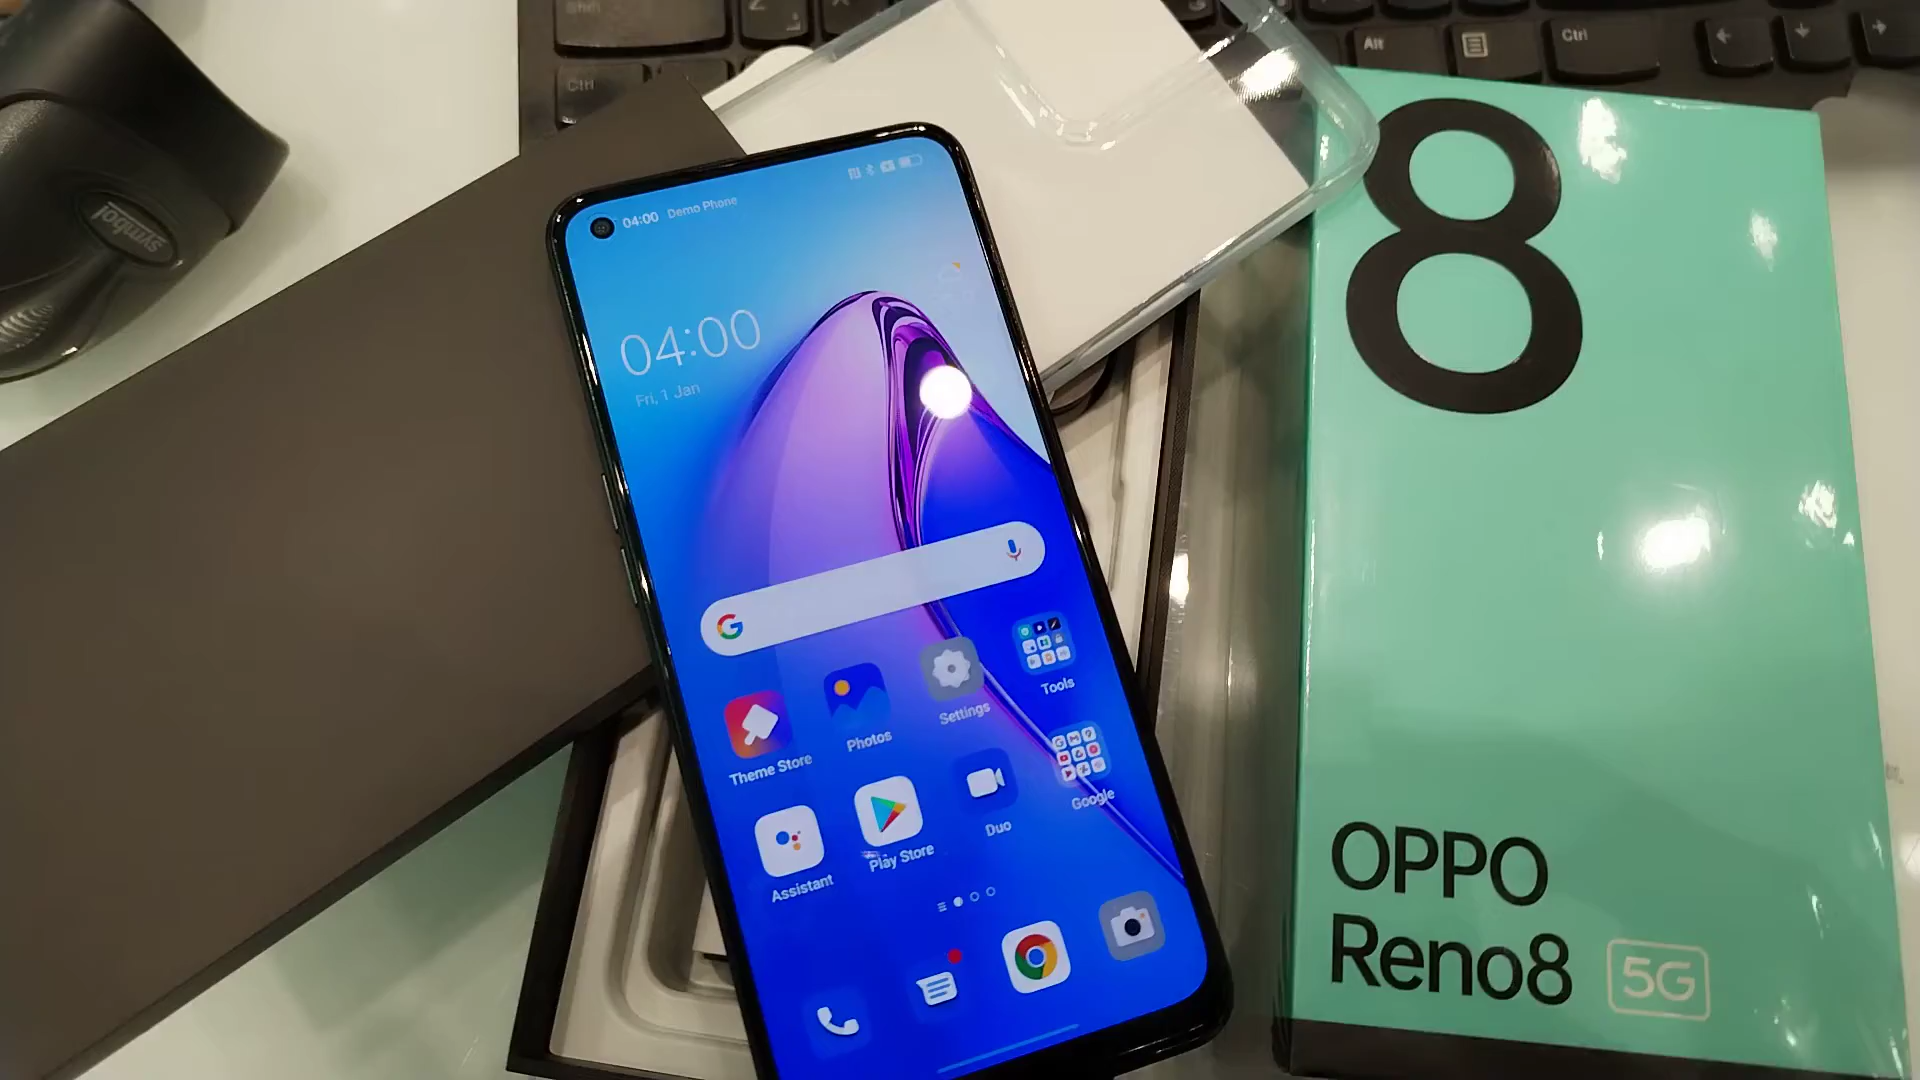 Shift
Z
X
Ctrl
Alt
Ctrl
symbol
04:00 Demo Phone
04:00
Fri, 1 Jan
G
Tools
Settings
Photos
Theme Store
Google
Duo
Play Store
Assistant
8
OPPO
Reno8 5G